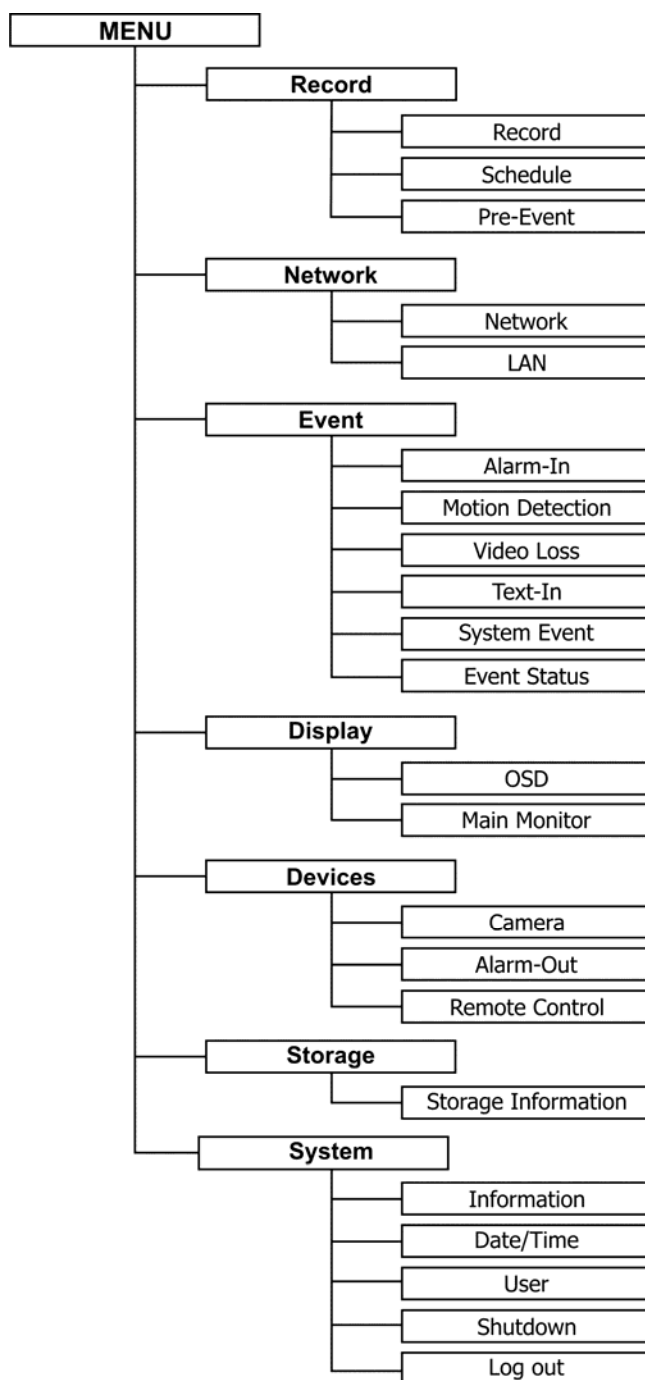 MENU
Record
Record
Schedule
Pre-Event
Network
Network
LAN
Event
Alarm-In
Motion Detection
Video Loss
Text-In
System Event
Event Status
Display
OSD
Main Monitor
Devices
Camera
Alarm-Out
Remote Control
Storage
Storage Information
System
Information
Date/Time
User
Shutdown
Log out